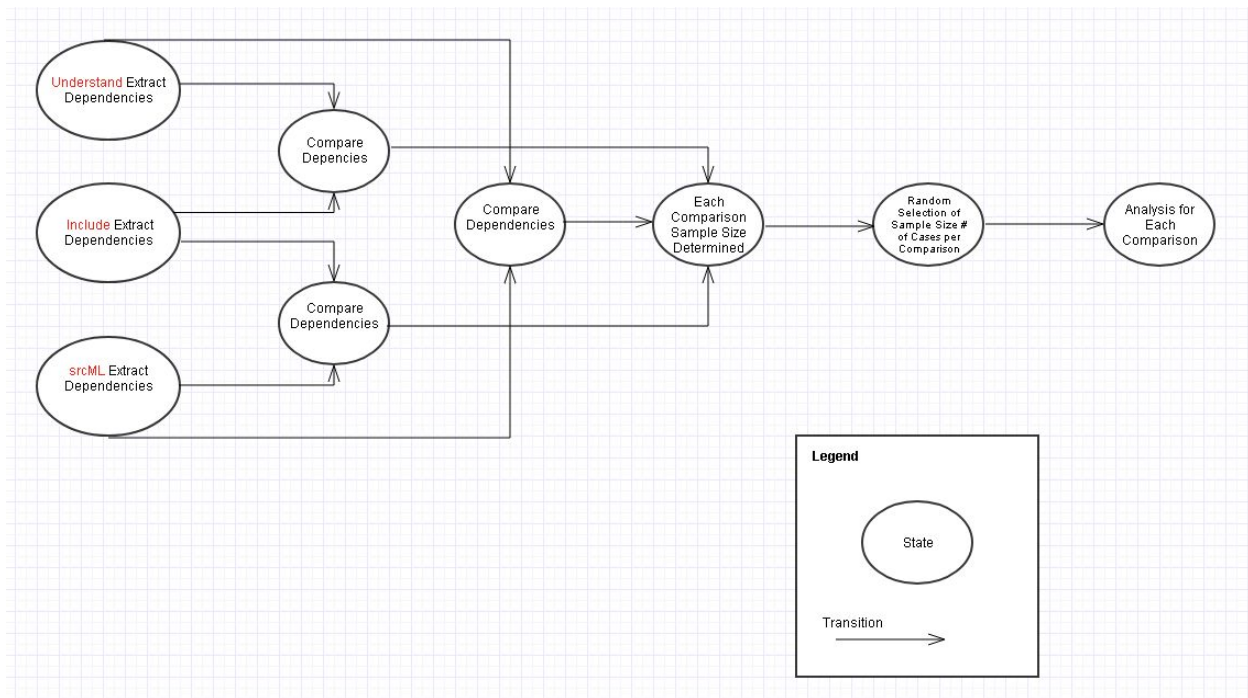 Understand Extract
Dependencies
Compare
Depencies
Include Extract
Dependencies
Compare
Dependencies
srcML Extract
Dependencies
Compare
Dependencies
Each
Comparison
Sample Size
Determined
Random
Selection of
Sample Size #
of Cases per
Comparison
Analysis for
Each
Comparison
Legend
State
Transition